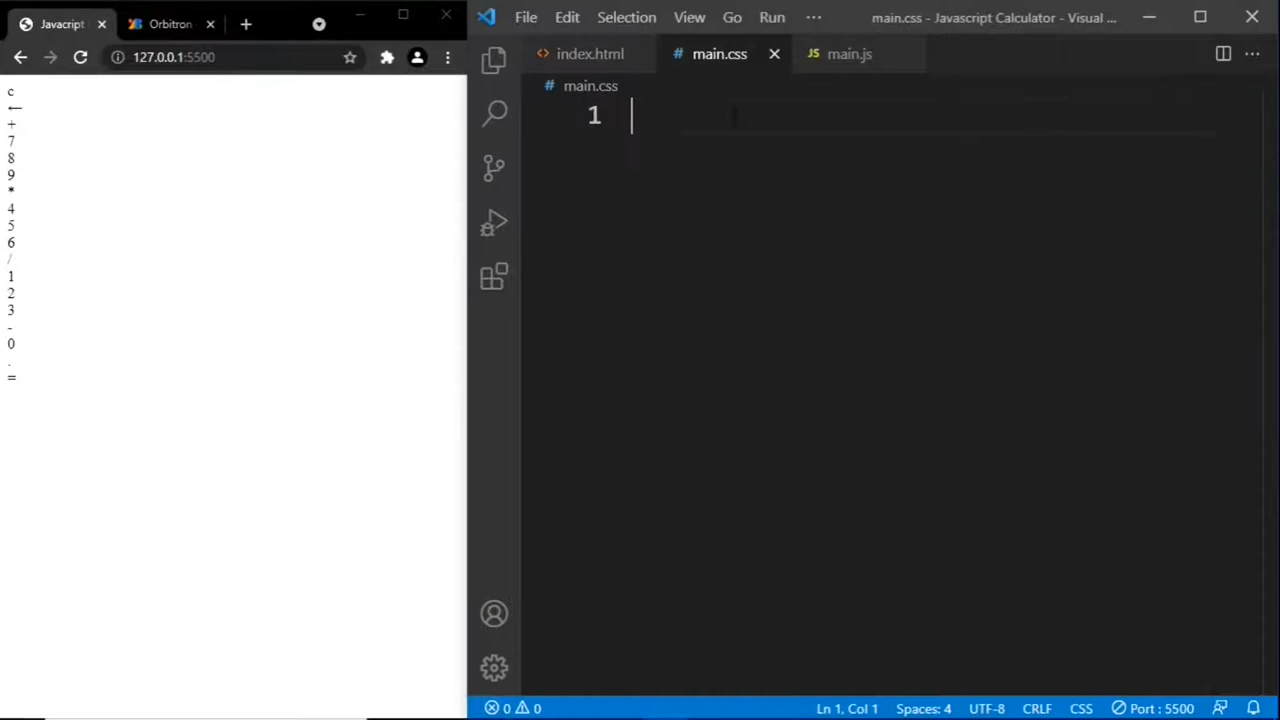 Javascript
Orbitron
127.0.0.1:5500
c
←
+
7
8
9
*
4
5
6
/
1
2
3
-
0
.
=
File Edit Selection View Go Run ··· main.css - Javascript Calculator - Visual ...
index.html
# main.css
JS main.js
# main.css
1
0 0 Ln 1, Col 1 Spaces: 4 UTF-8 CRLF CSS Port : 5500